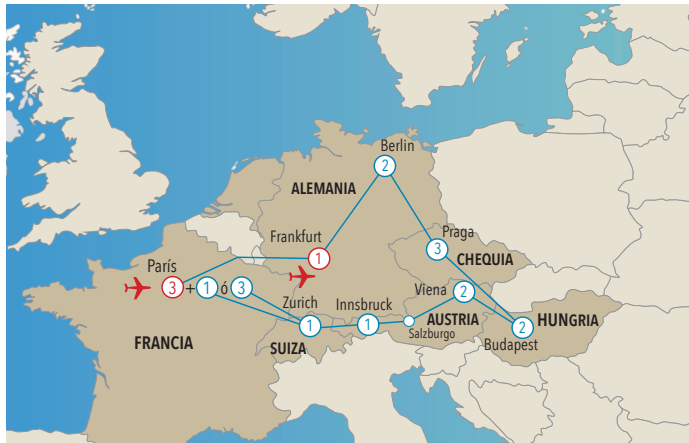 Berlin
2
ALEMANIA
Frankfurt
1
Praga
3
CHEQUIA
París
3 + 1 ó 3
Zurich
1
Innsbruck
1
Viena
2
Salzburgo
AUSTRIA
HUNGRIA
2
Budapest
FRANCIA
SUIZA